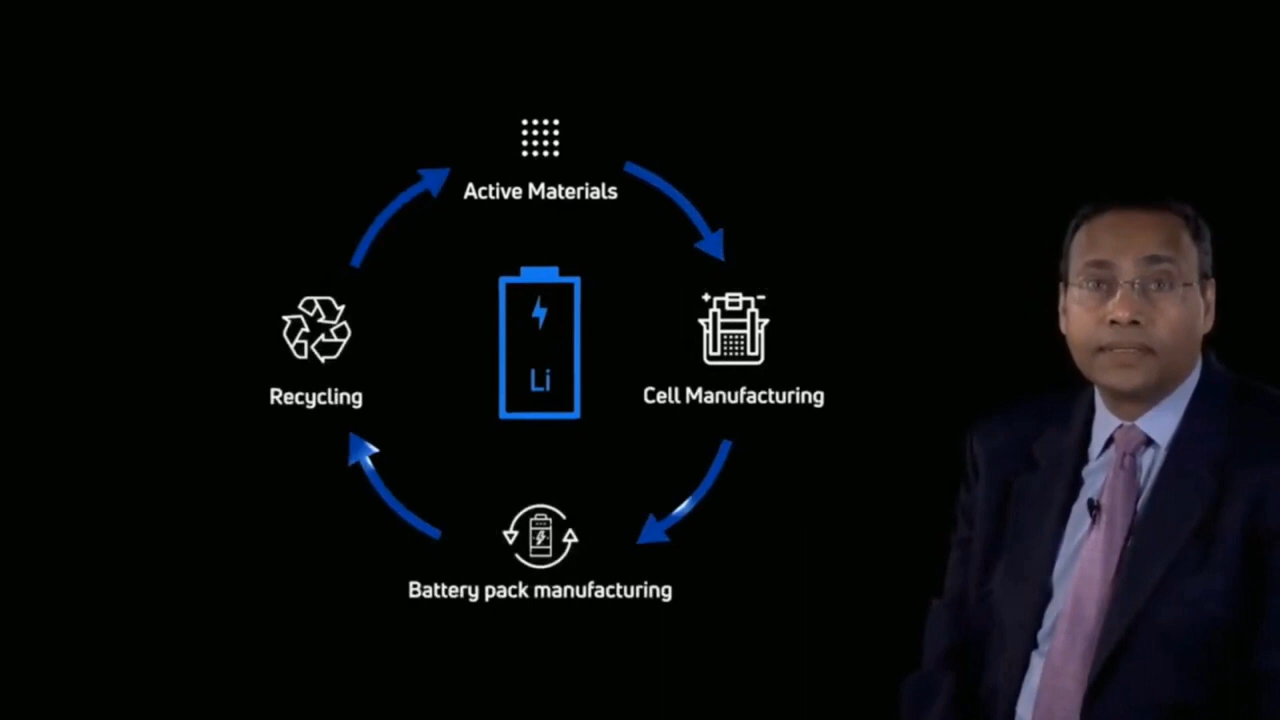 Active Materials
Li
Recycling
Cell Manufacturing
Battery pack manufacturing